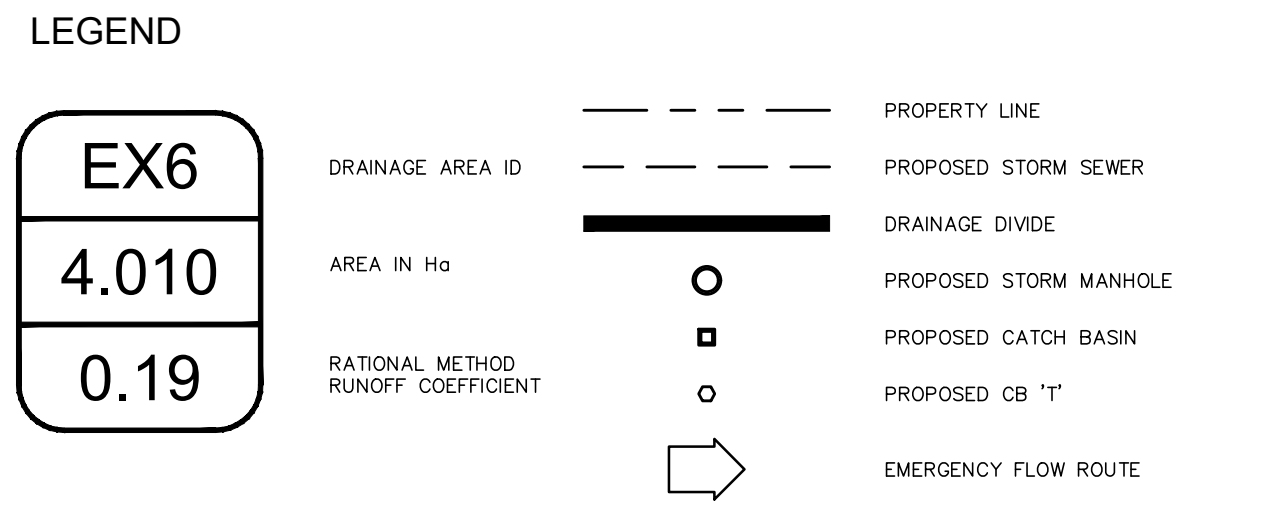 LEGEND
EX6
4.010
0.19
DRAINAGE AREA ID
AREA IN Ha
RATIONAL METHOD
RUNOFF COEFFICIENT
PROPERTY LINE
PROPOSED STORM SEWER
DRAINAGE DIVIDE
PROPOSED STORM MANHOLE
PROPOSED CATCH BASIN
PROPOSED CB 'T'
EMERGENCY FLOW ROUTE